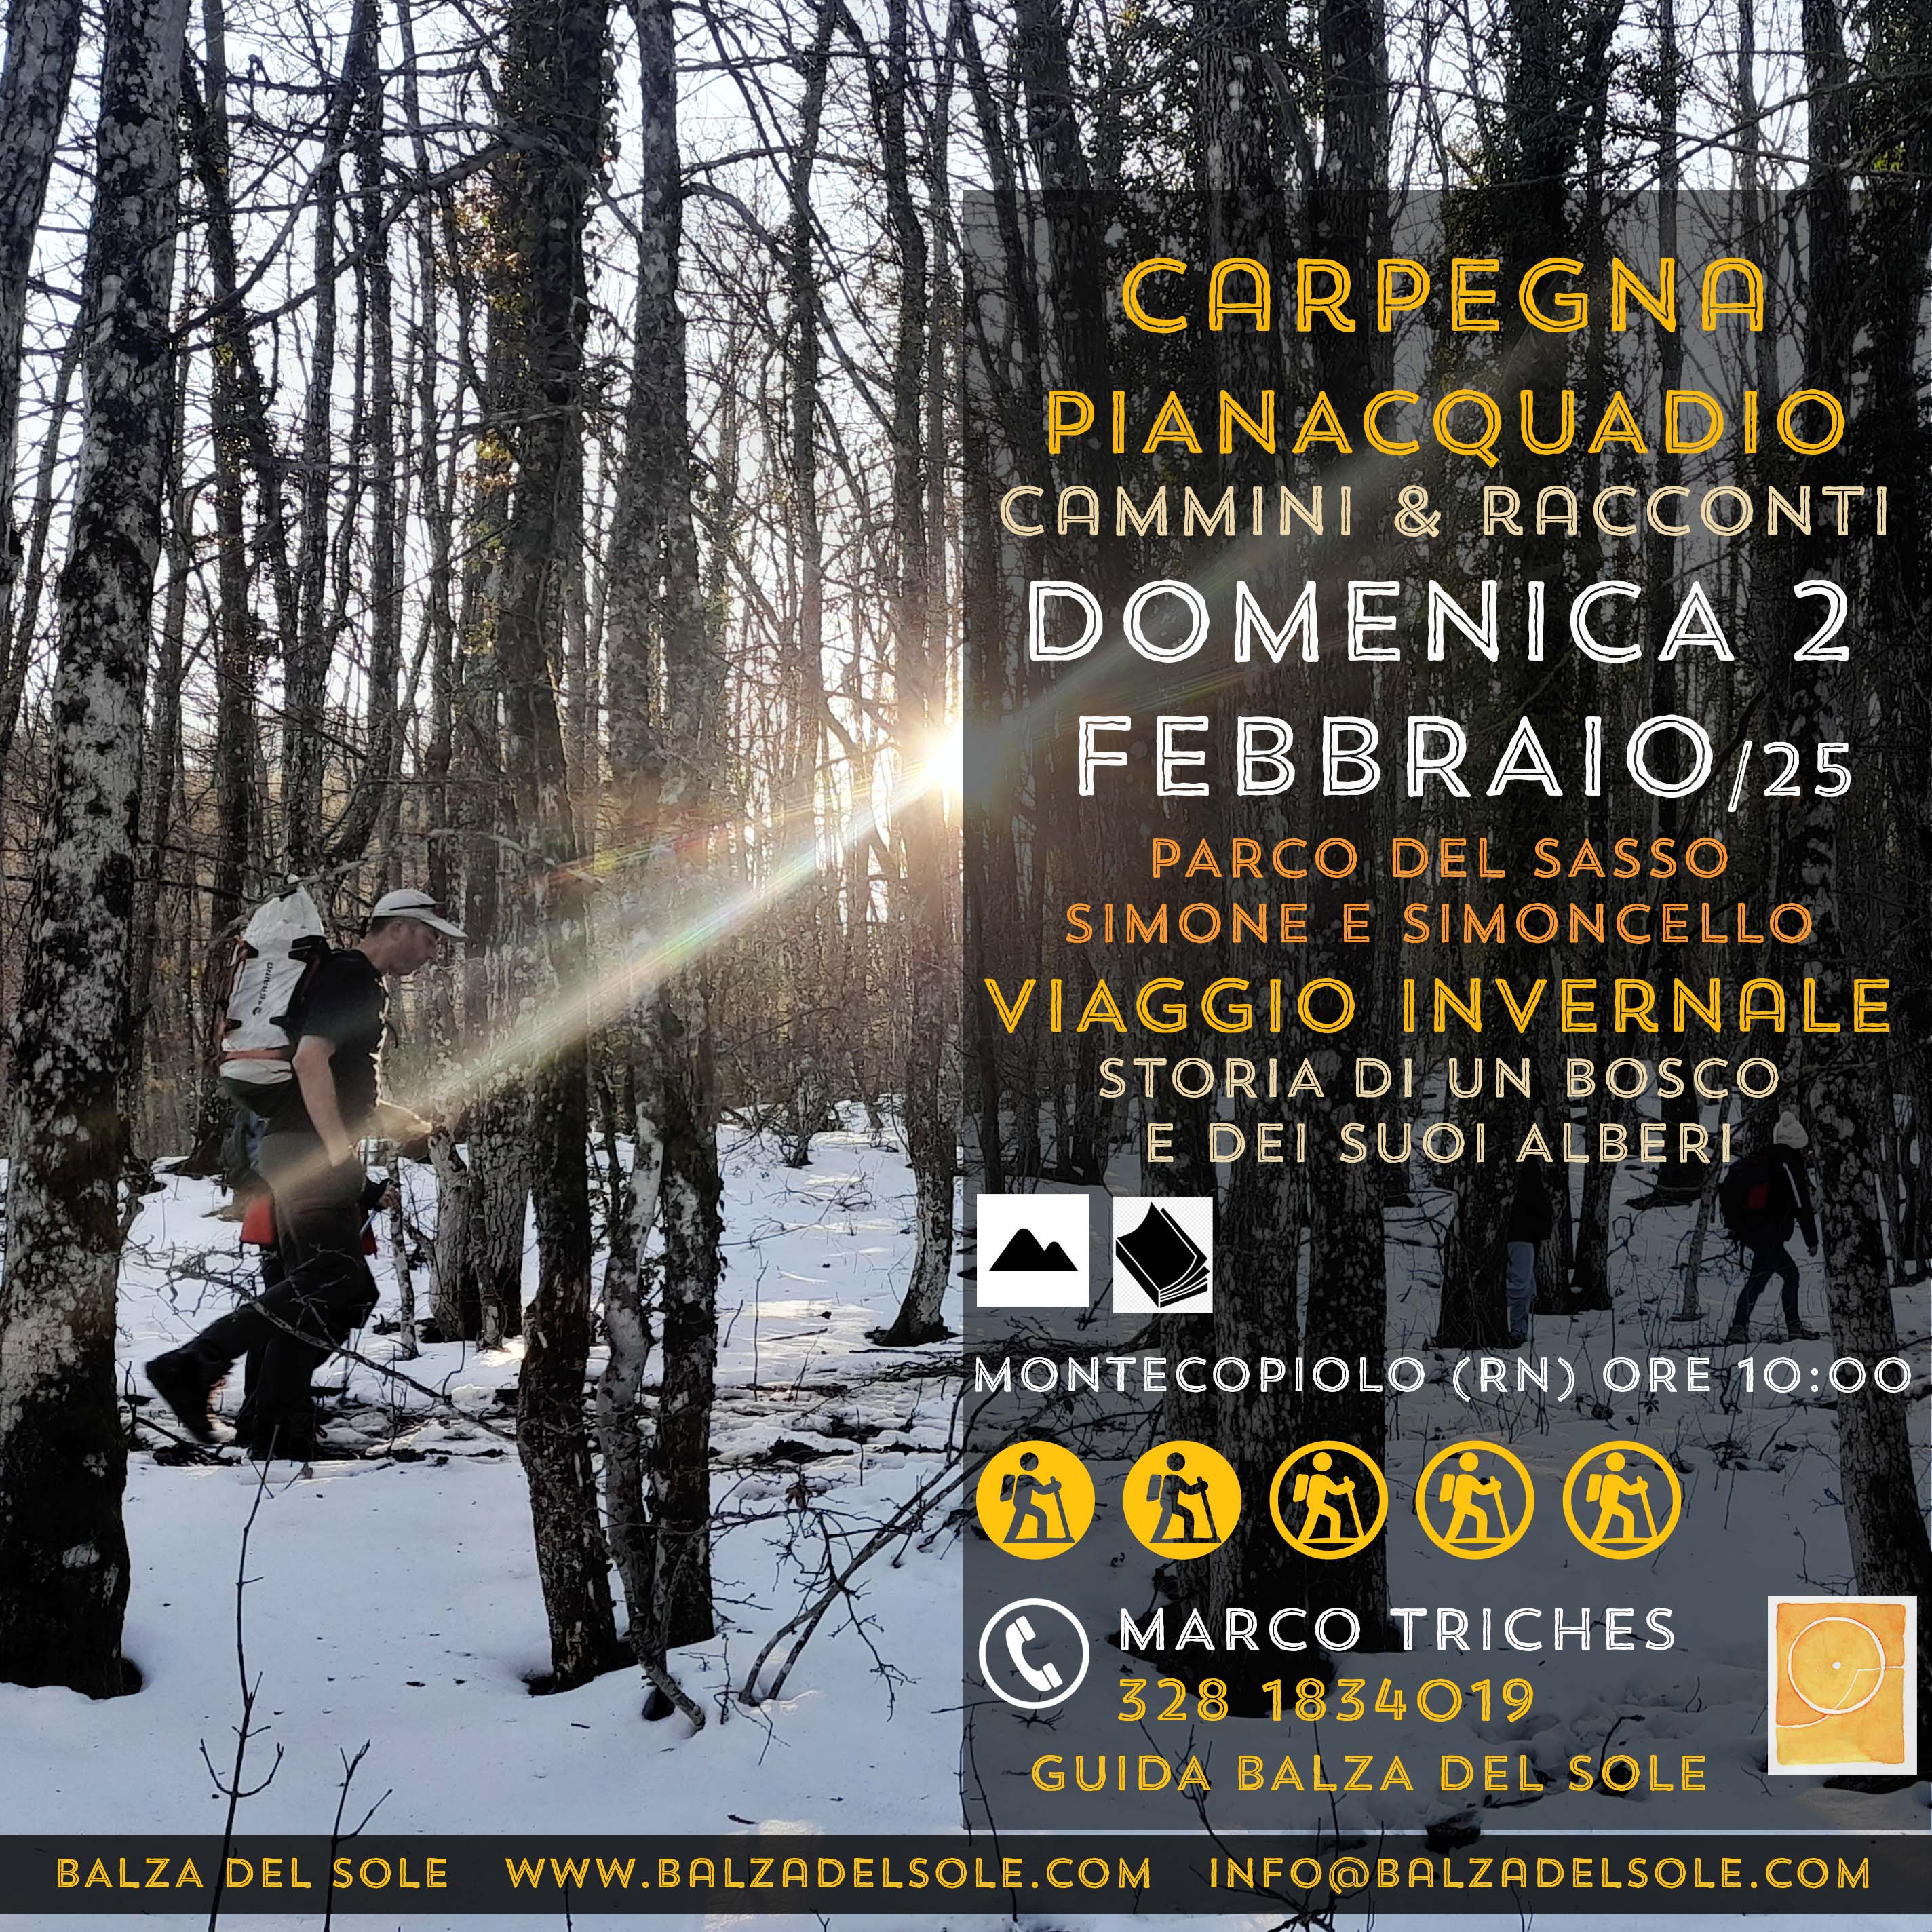 CARPEGNA
PIANACQUADIO
CAMMINI & RACCONTI
DOMENICA 2
FEBBRAIO/25
PARCO DEL SASSO
SIMONE E SIMONCELLO
VIAGGIO INVERNALE
STORIA DI UN BOSCO
E DEI SUOI ALBERI
MONTECOPIOLO (RN) ORE 10:00
MARCO TRICHES
328 1834019
GUIDA BALZA DEL SOLE
BALZA DEL SOLE WWW.BALZADELSOLE.COM INFO@BALZADELSOLE.COM
FERRINO